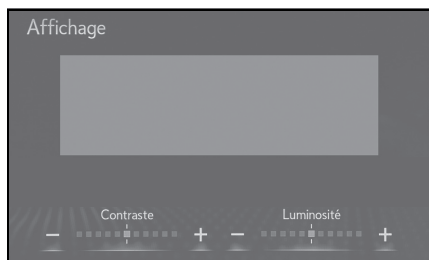 Affichage
Contraste Luminosité
− + − +